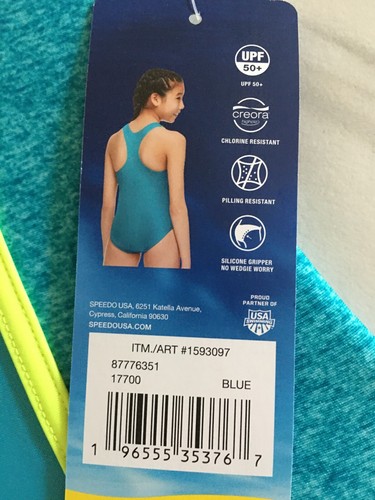 UPF
50+
UPF 50+
creora
CHLORINE RESISTANT
PILLING RESISTANT
SILICONE GRIPPER
NO WEDGIE WORRY
PROUD
PARTNER OF
USA
SWIMMING
SPEEDO USA, 6251 Katella Avenue,
Cypress, California 90630
SPEEDOUSA.COM
ITM./ART #1593097
87776351
17700 BLUE
1 96555 35376 7